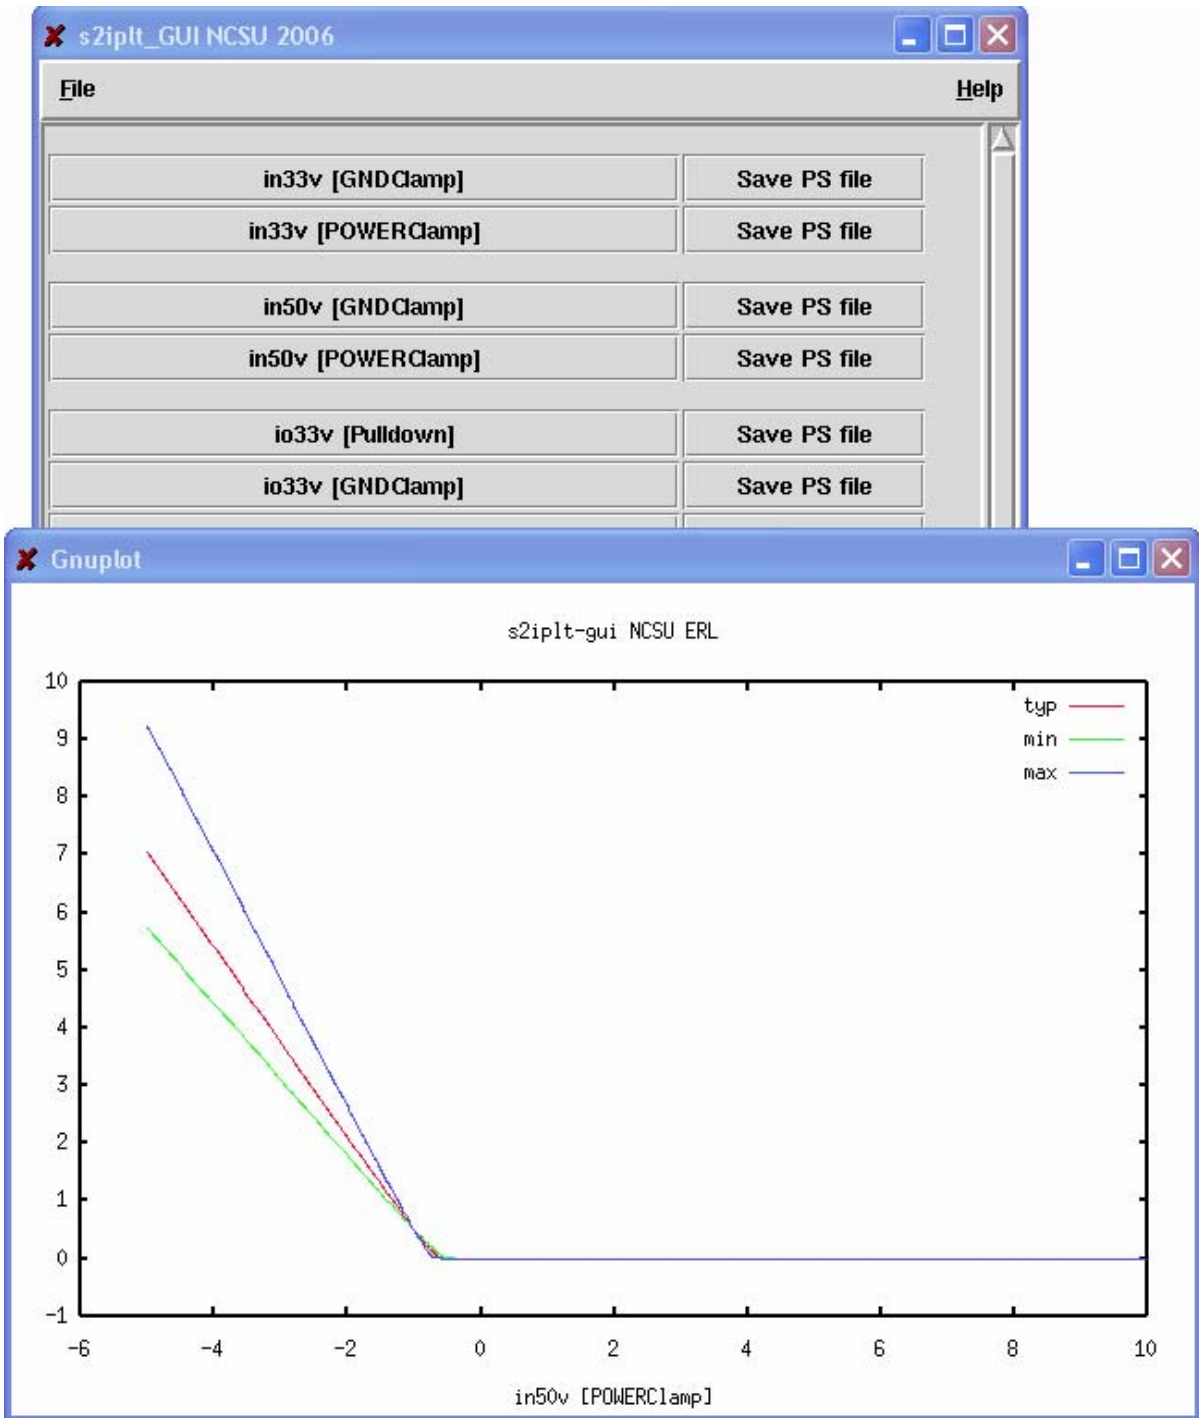 s2iplt_GUI NCSU 2006
File Help
in33v [GNDClamp] Save PS file
in33v [POWERClamp] Save PS file
in50v [GNDClamp] Save PS file
in50v [POWERClamp] Save PS file
io33v [Pulldown] Save PS file
io33v [GNDClamp] Save PS file
Gnuplot
s2iplt-gui NCSU ERL
10
9
8
7
6
5
4
3
2
1
0
-1
typ
min
max
-6 -4 -2 0 2 4 6 8 10
in50v [POWERClamp]